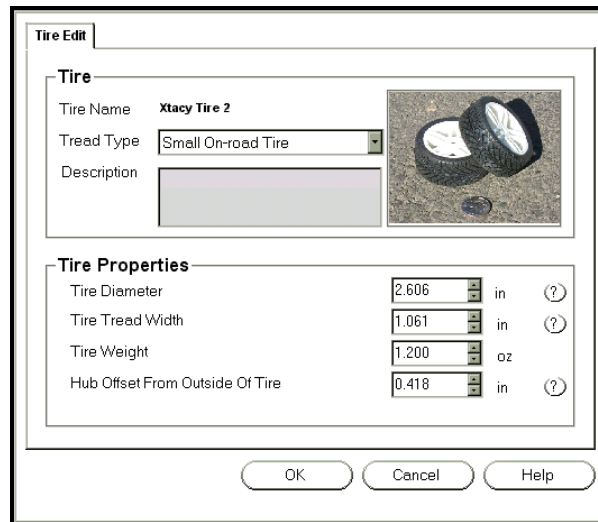 Tire Edit
Tire
Tire Name Xtacy Tire 2
Tread Type Small On-road Tire
Description
Tire Properties
Tire Diameter 2.606 in (?)
Tire Tread Width 1.061 in (?)
Tire Weight 1.200 oz
Hub Offset From Outside Of Tire 0.418 in (?)
OK Cancel Help